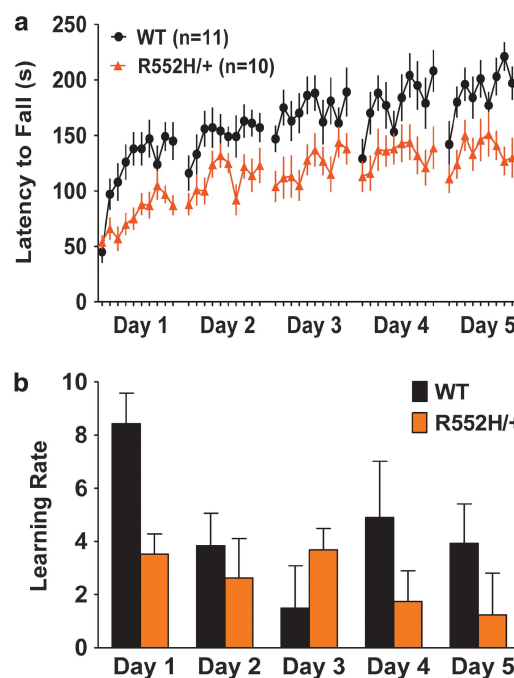 a
WT (n=11)
R552H/+ (n=10)
Latency to Fall (s)
250
200
150
100
50
0
Day 1 Day 2 Day 3 Day 4 Day 5
b
WT
R552H/+
Learning Rate
10
8
6
4
2
0
Day 1 Day 2 Day 3 Day 4 Day 5